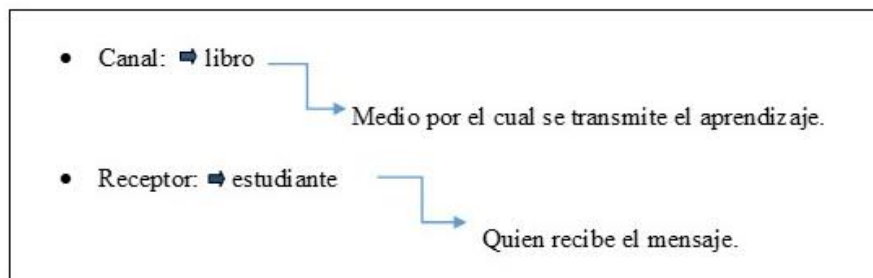 • Canal: ➡ libro
Medio por el cual se transmite el aprendizaje.
• Receptor: ➡ estudiante
Quien recibe el mensaje.